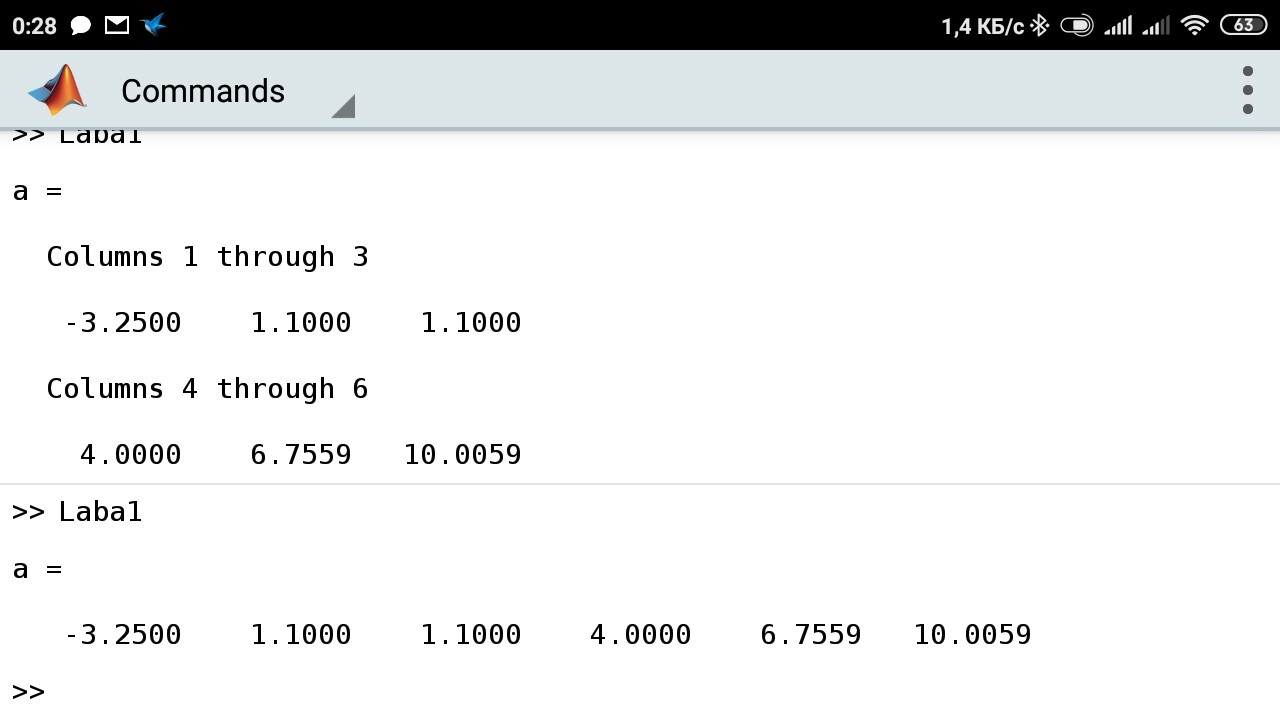 0:28 1,4 КБ/с 63
Commands
>> Laba1
a =
Columns 1 through 3
-3.2500 1.1000 1.1000
Columns 4 through 6
4.0000 6.7559 10.0059
>> Laba1
a =
-3.2500 1.1000 1.1000 4.0000 6.7559 10.0059
>>